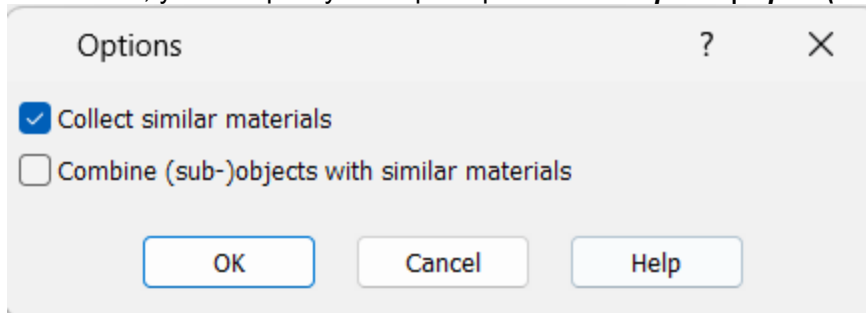 Options ?
Collect similar materials
Combine (sub-)objects with similar materials
OK Cancel Help